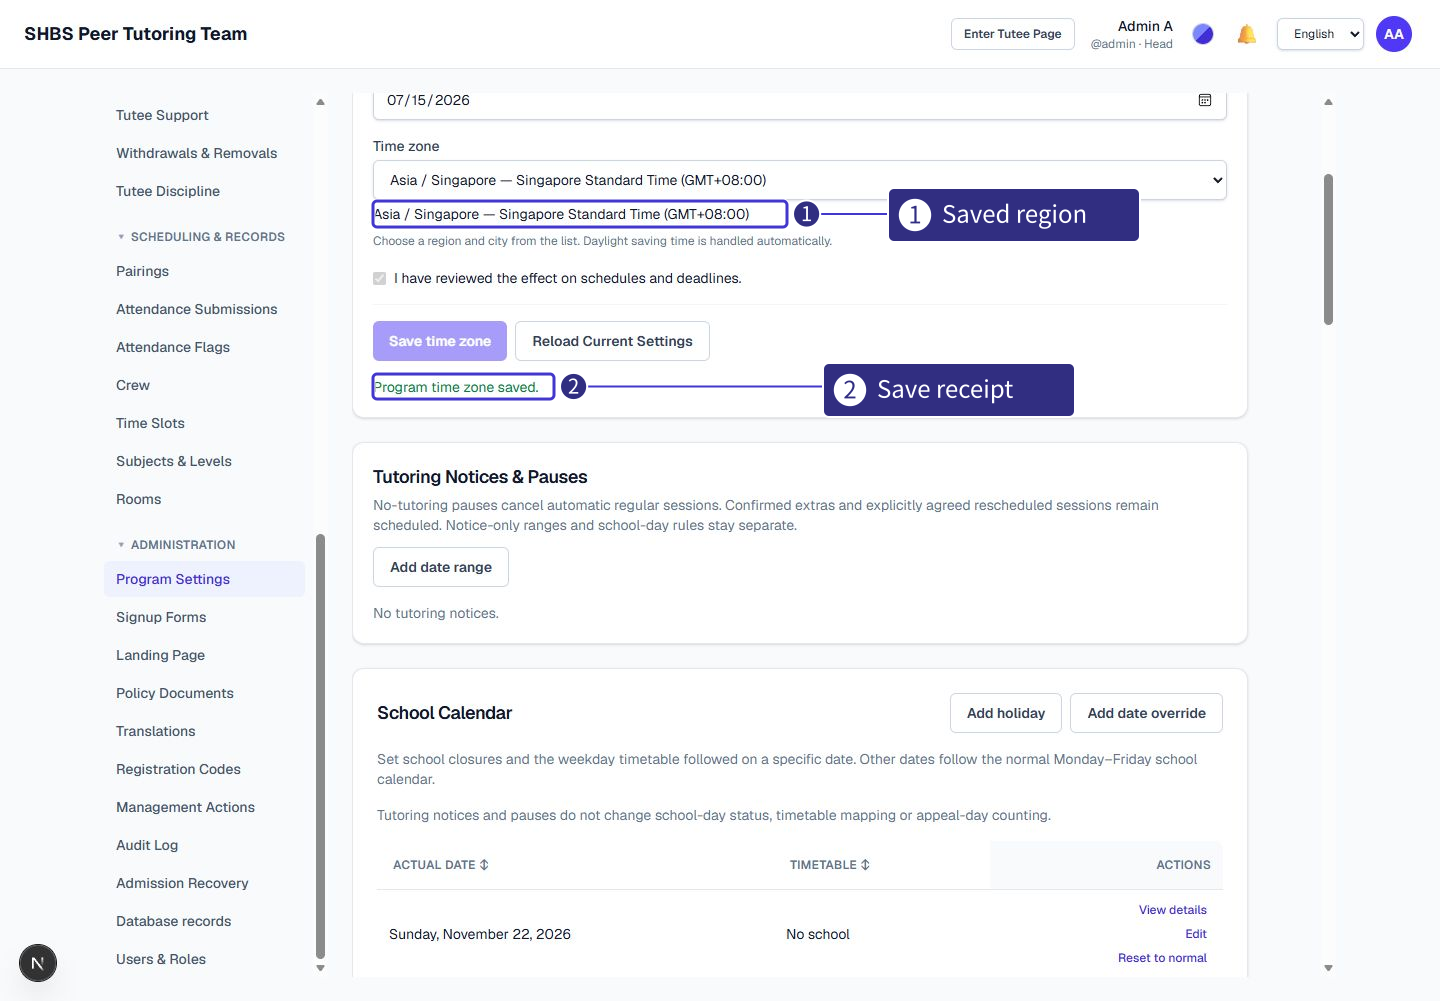 SHBS Peer Tutoring Team
Enter Tutee Page
Admin A
@admin · Head
English
AA
Tutee Support
Withdrawals & Removals
Tutee Discipline
SCHEDULING & RECORDS
Pairings
Attendance Submissions
Attendance Flags
Crew
Time Slots
Subjects & Levels
Rooms
ADMINISTRATION
Program Settings
Signup Forms
Landing Page
Policy Documents
Translations
Registration Codes
Management Actions
Audit Log
Admission Recovery
Database records
Users & Roles
N
07/15/2026
Time zone
Asia / Singapore — Singapore Standard Time (GMT+08:00)
Asia / Singapore — Singapore Standard Time (GMT+08:00)
1
1 Saved region
Choose a region and city from the list. Daylight saving time is handled automatically.
I have reviewed the effect on schedules and deadlines.
Save time zone
Reload Current Settings
Program time zone saved.
2
2 Save receipt
Tutoring Notices & Pauses
No-tutoring pauses cancel automatic regular sessions. Confirmed extras and explicitly agreed rescheduled sessions remain
scheduled. Notice-only ranges and school-day rules stay separate.
Add date range
No tutoring notices.
School Calendar
Add holiday
Add date override
Set school closures and the weekday timetable followed on a specific date. Other dates follow the normal Monday–Friday school
calendar.
Tutoring notices and pauses do not change school-day status, timetable mapping or appeal-day counting.
ACTUAL DATE
TIMETABLE
ACTIONS
Sunday, November 22, 2026
No school
View details
Edit
Reset to normal